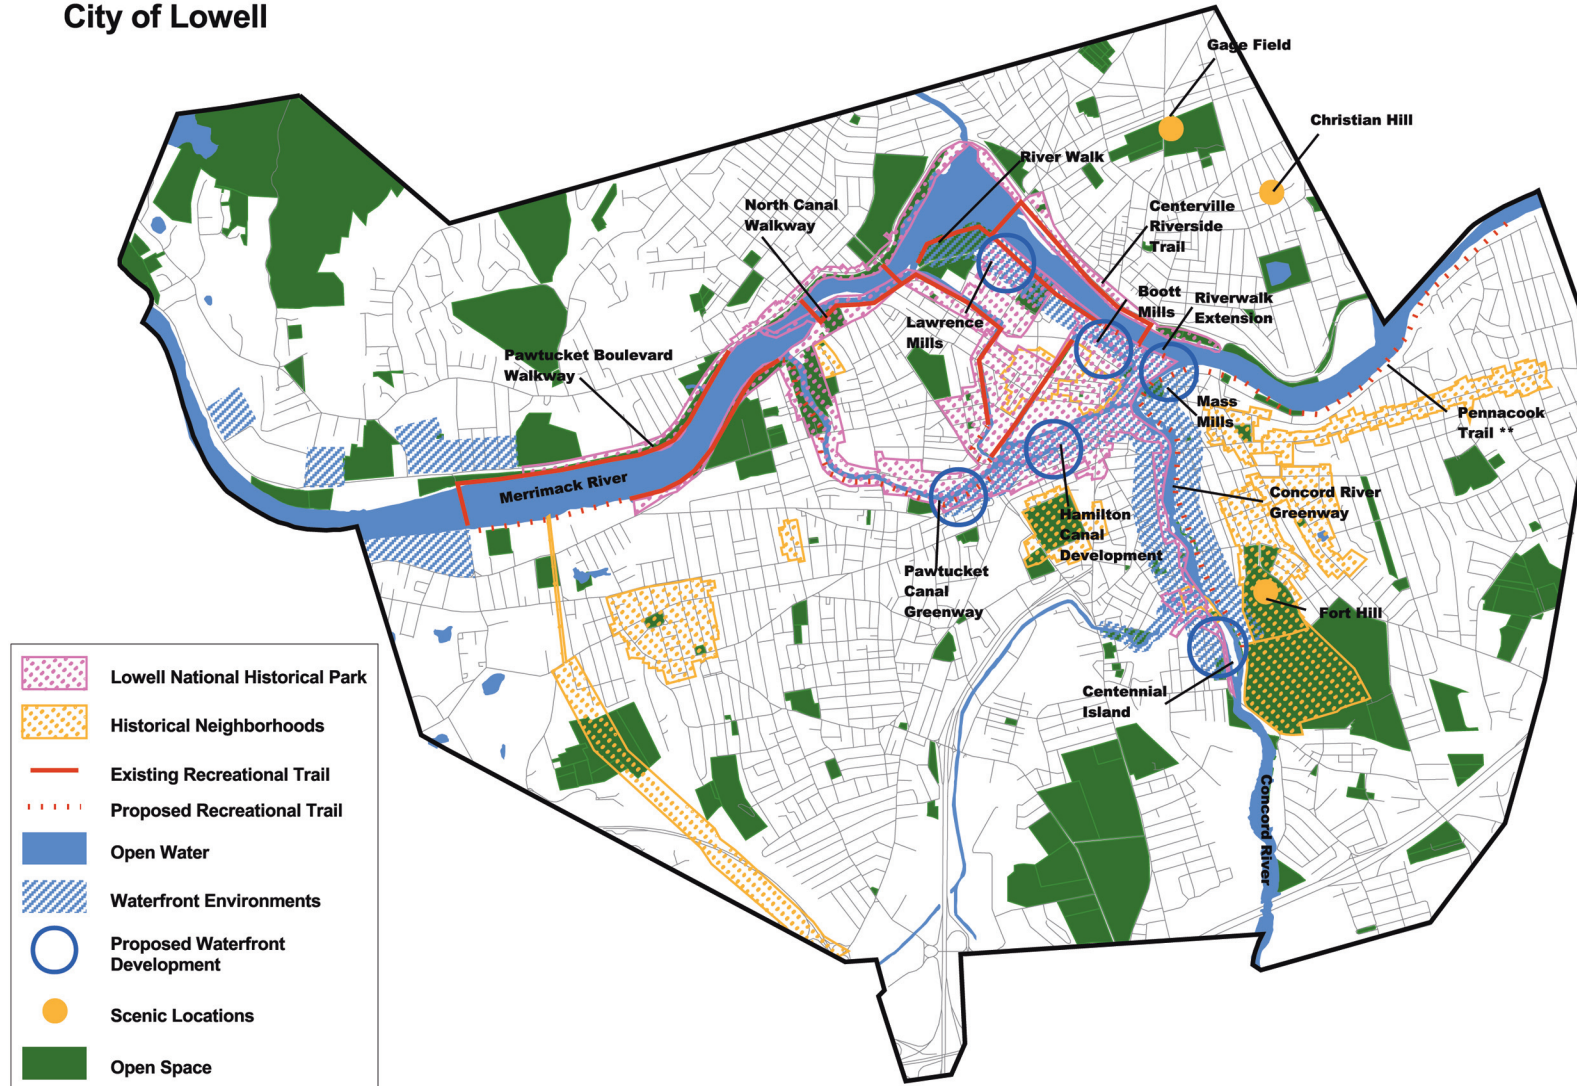 City of Lowell
Gage Field
Christian Hill
River Walk
North Canal
Walkway
Centerville
Riverside
Trail
Boott
Mills
Riverwalk
Extension
Lawrence
Mills
Pawtucket Boulevard
Walkway
Mass
Mills
Pennacook
Trail **
Merrimack River
Concord River
Greenway
Hamilton
Canal
Development
Pawtucket
Canal
Greenway
Fort Hill
Centennial
Island
Concord River
Lowell National Historical Park
Historical Neighborhoods
Existing Recreational Trail
Proposed Recreational Trail
Open Water
Waterfront Environments
Proposed Waterfront
Development
Scenic Locations
Open Space